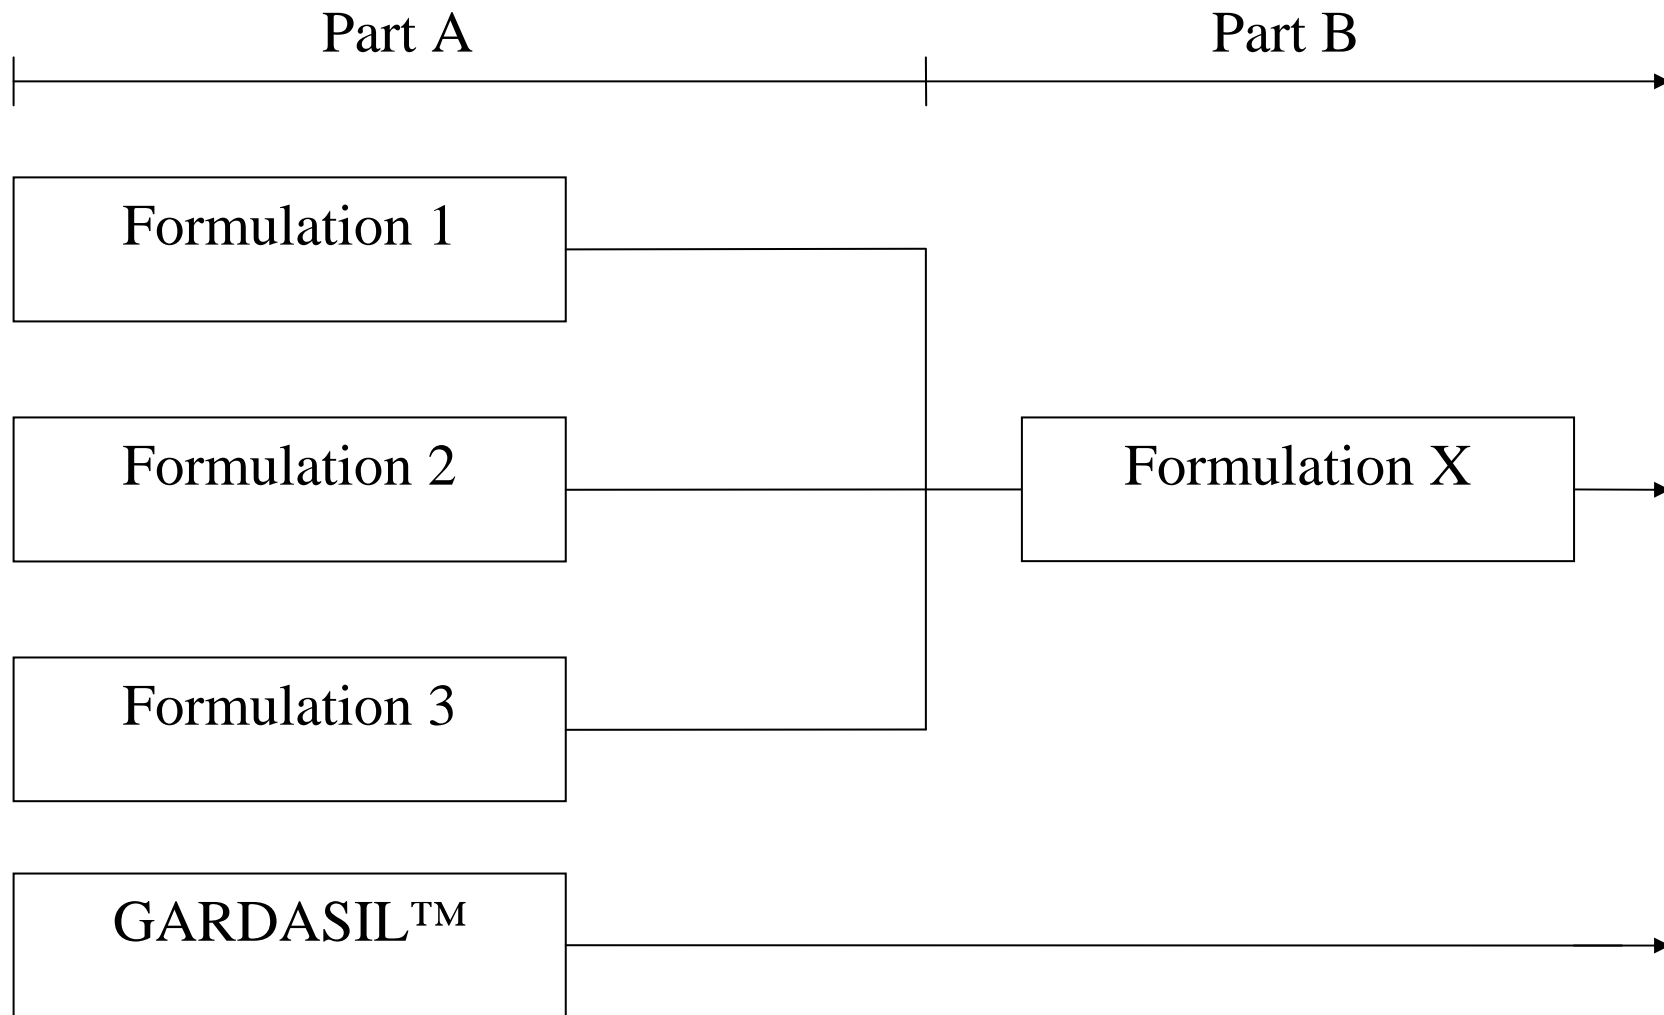 Part A
Part B
Formulation 1
Formulation 2
Formulation X
Formulation 3
GARDASIL™